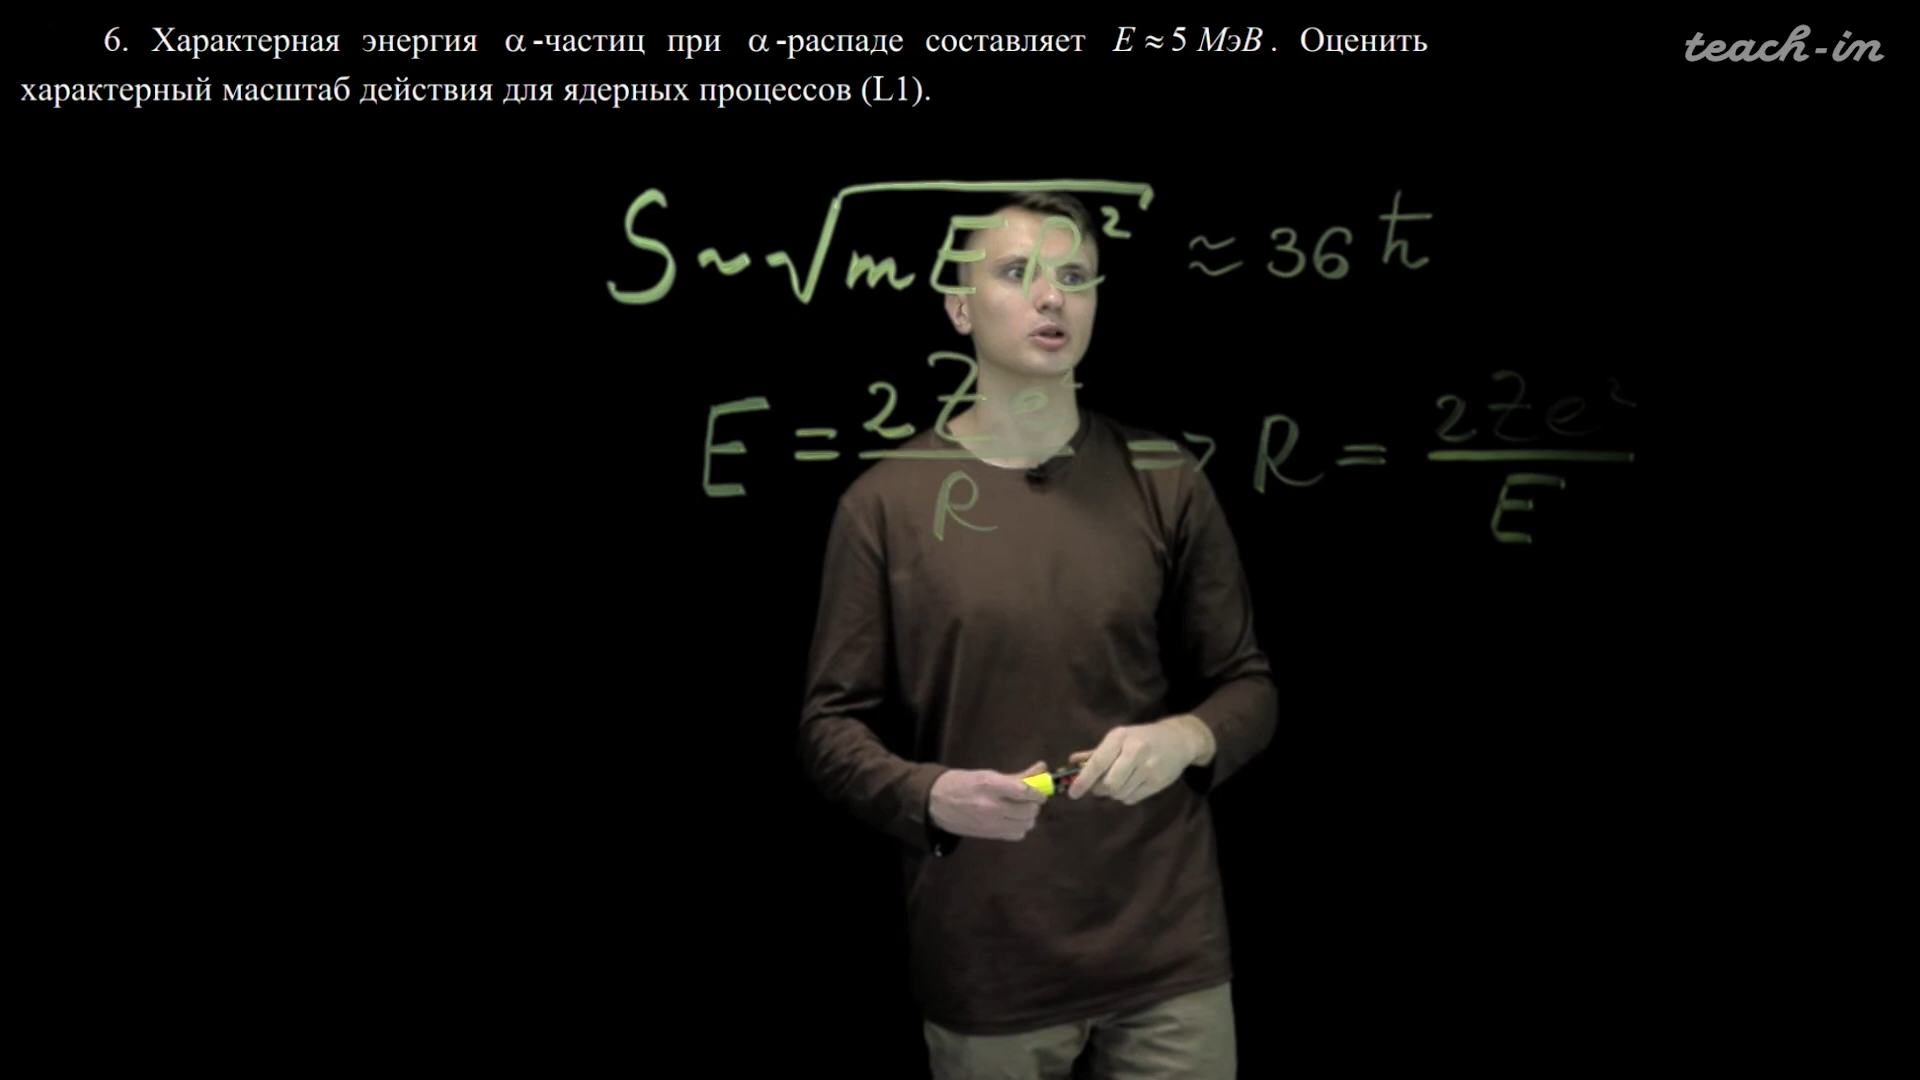 6. Характерная энергия α-частиц при α-распаде составляет E ≈ 5 МэВ. Оценить
teach-in
характерный масштаб действия для ядерных процессов (L1).
S ~ √(mER²) ≈ 36 ħ
E = 2Ze²/R => R = 2Ze²/E